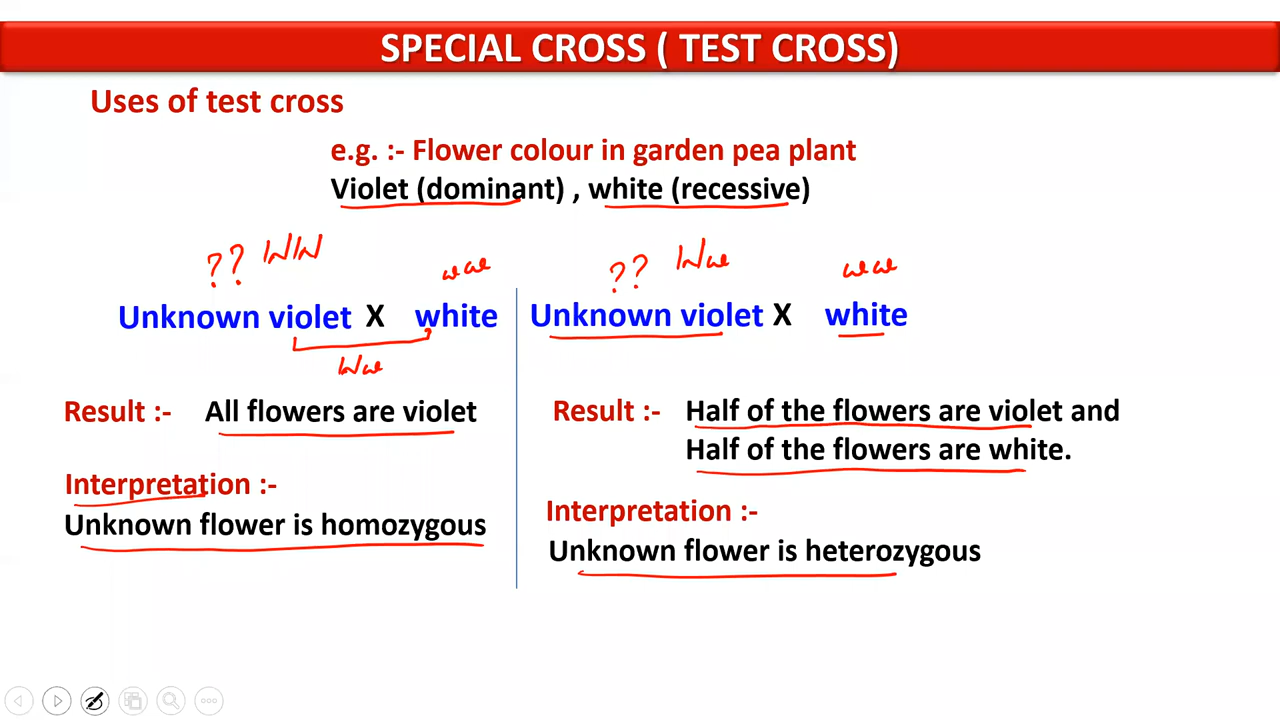 SPECIAL CROSS ( TEST CROSS)
Uses of test cross
e.g. :- Flower colour in garden pea plant
Violet (dominant) , white (recessive)
?? WW
ww
Unknown violet X white
Ww
Result :- All flowers are violet
Interpretation :-
Unknown flower is homozygous
?? Ww
ww
Unknown violet X white
Result :- Half of the flowers are violet and
Half of the flowers are white.
Interpretation :-
Unknown flower is heterozygous